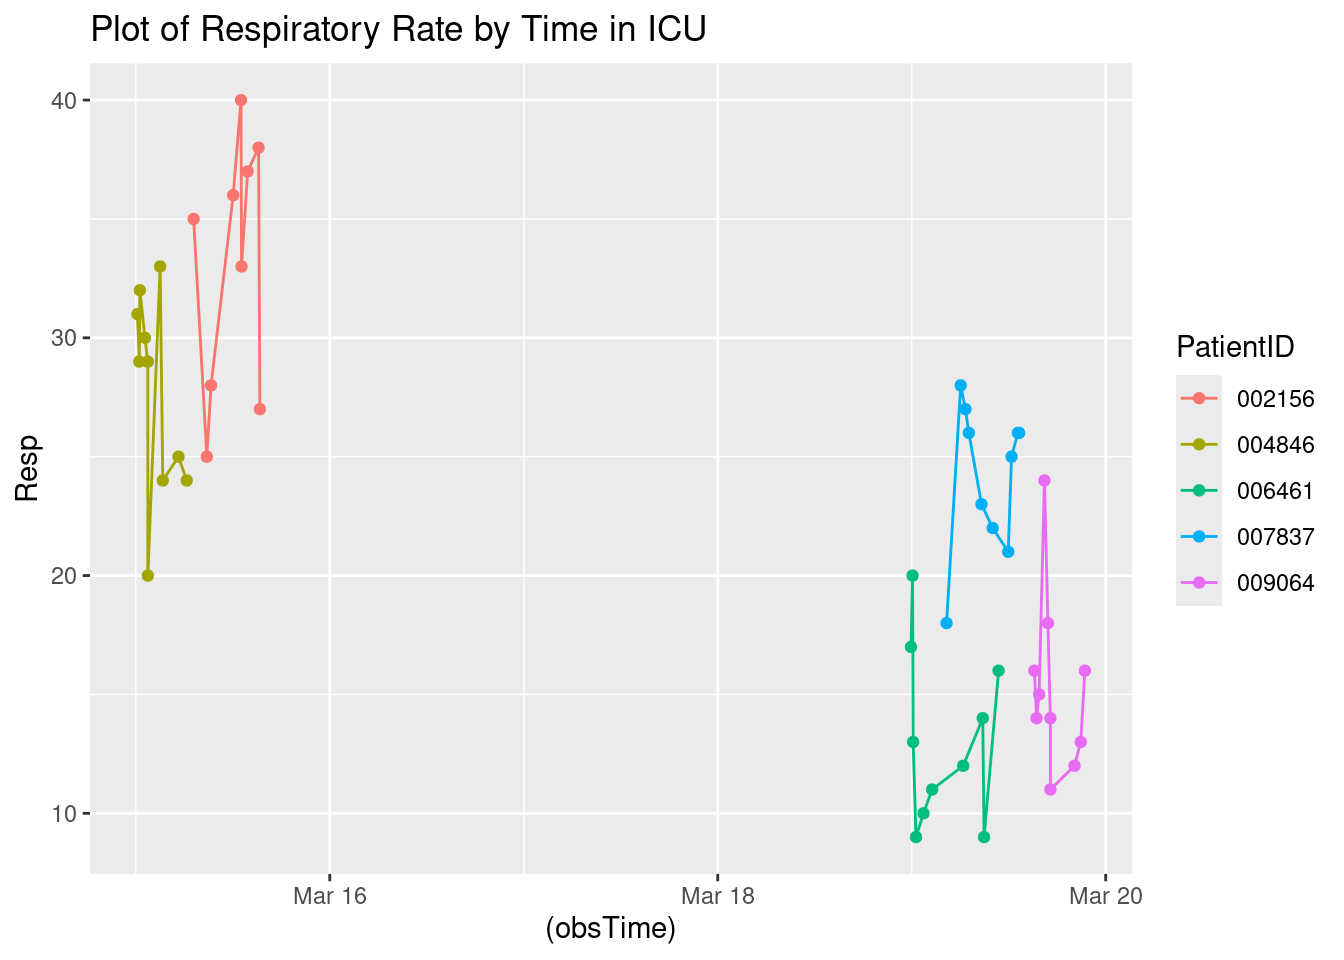 Plot of Respiratory Rate by Time in ICU
40
30
20
10
Resp
Mar 16
Mar 18
Mar 20
(obsTime)
PatientID
002156
004846
006461
007837
009064